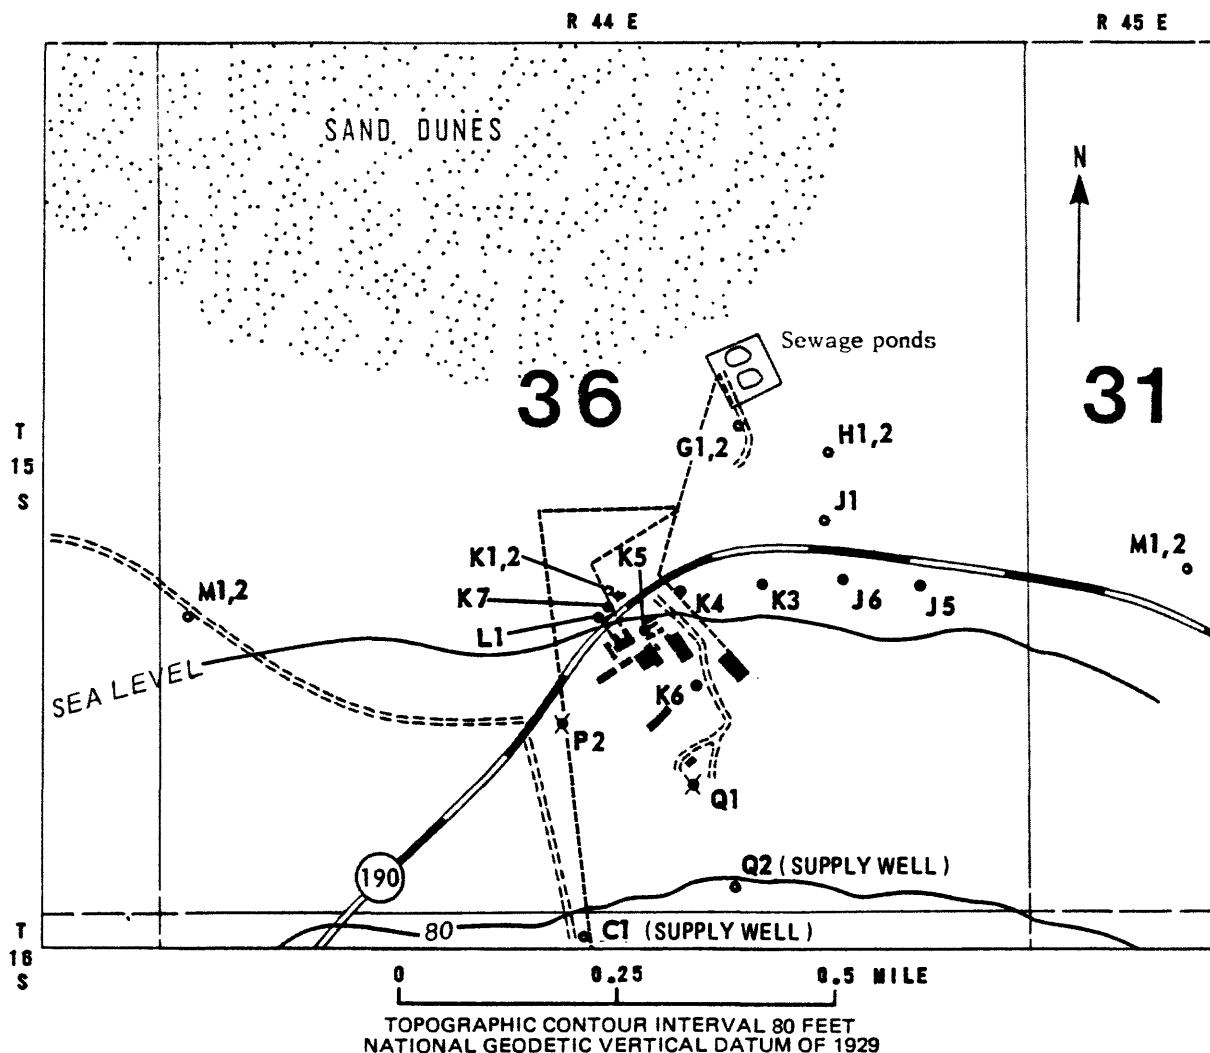 R 44 E
R 45 E
SAND DUNES
N
Sewage ponds
36
31
T
15
S
G1,2
H1,2
J1
K1,2
K5
M1,2
M1,2
K7
K4
K3
J6
J5
L1
SEA LEVEL
K6
P2
Q1
190
Q2 (SUPPLY WELL)
T
16
S
80
C1 (SUPPLY WELL)
0 0.25 0.5 MILE
TOPOGRAPHIC CONTOUR INTERVAL 80 FEET
NATIONAL GEODETIC VERTICAL DATUM OF 1929